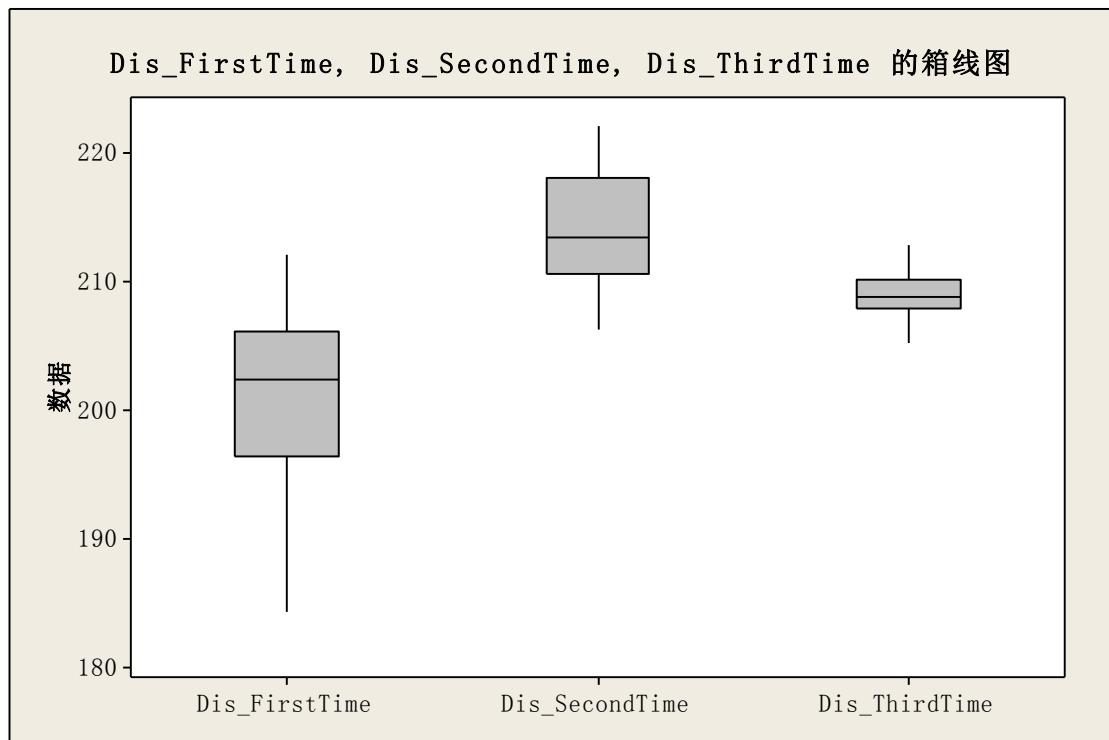 Dis_FirstTime, Dis_SecondTime, Dis_ThirdTime 的箱线图
220
210
200
190
180
数据
Dis_FirstTime
Dis_SecondTime
Dis_ThirdTime